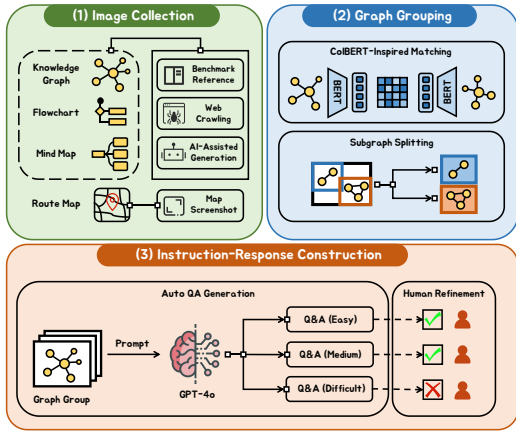 (1) Image Collection
Knowledge
Graph
Flowchart
Mind Map
Route Map
Benchmark
Reference
Web
Crawling
AI-Assisted
Generation
Map
Screenshot
(2) Graph Grouping
ColBERT-Inspired Matching
BERT
BERT
Subgraph Splitting
(3) Instruction-Response Construction
Auto QA Generation
Graph Group
Prompt
GPT-4o
Q&A (Easy)
Q&A (Medium)
Q&A (Difficult)
Human Refinement